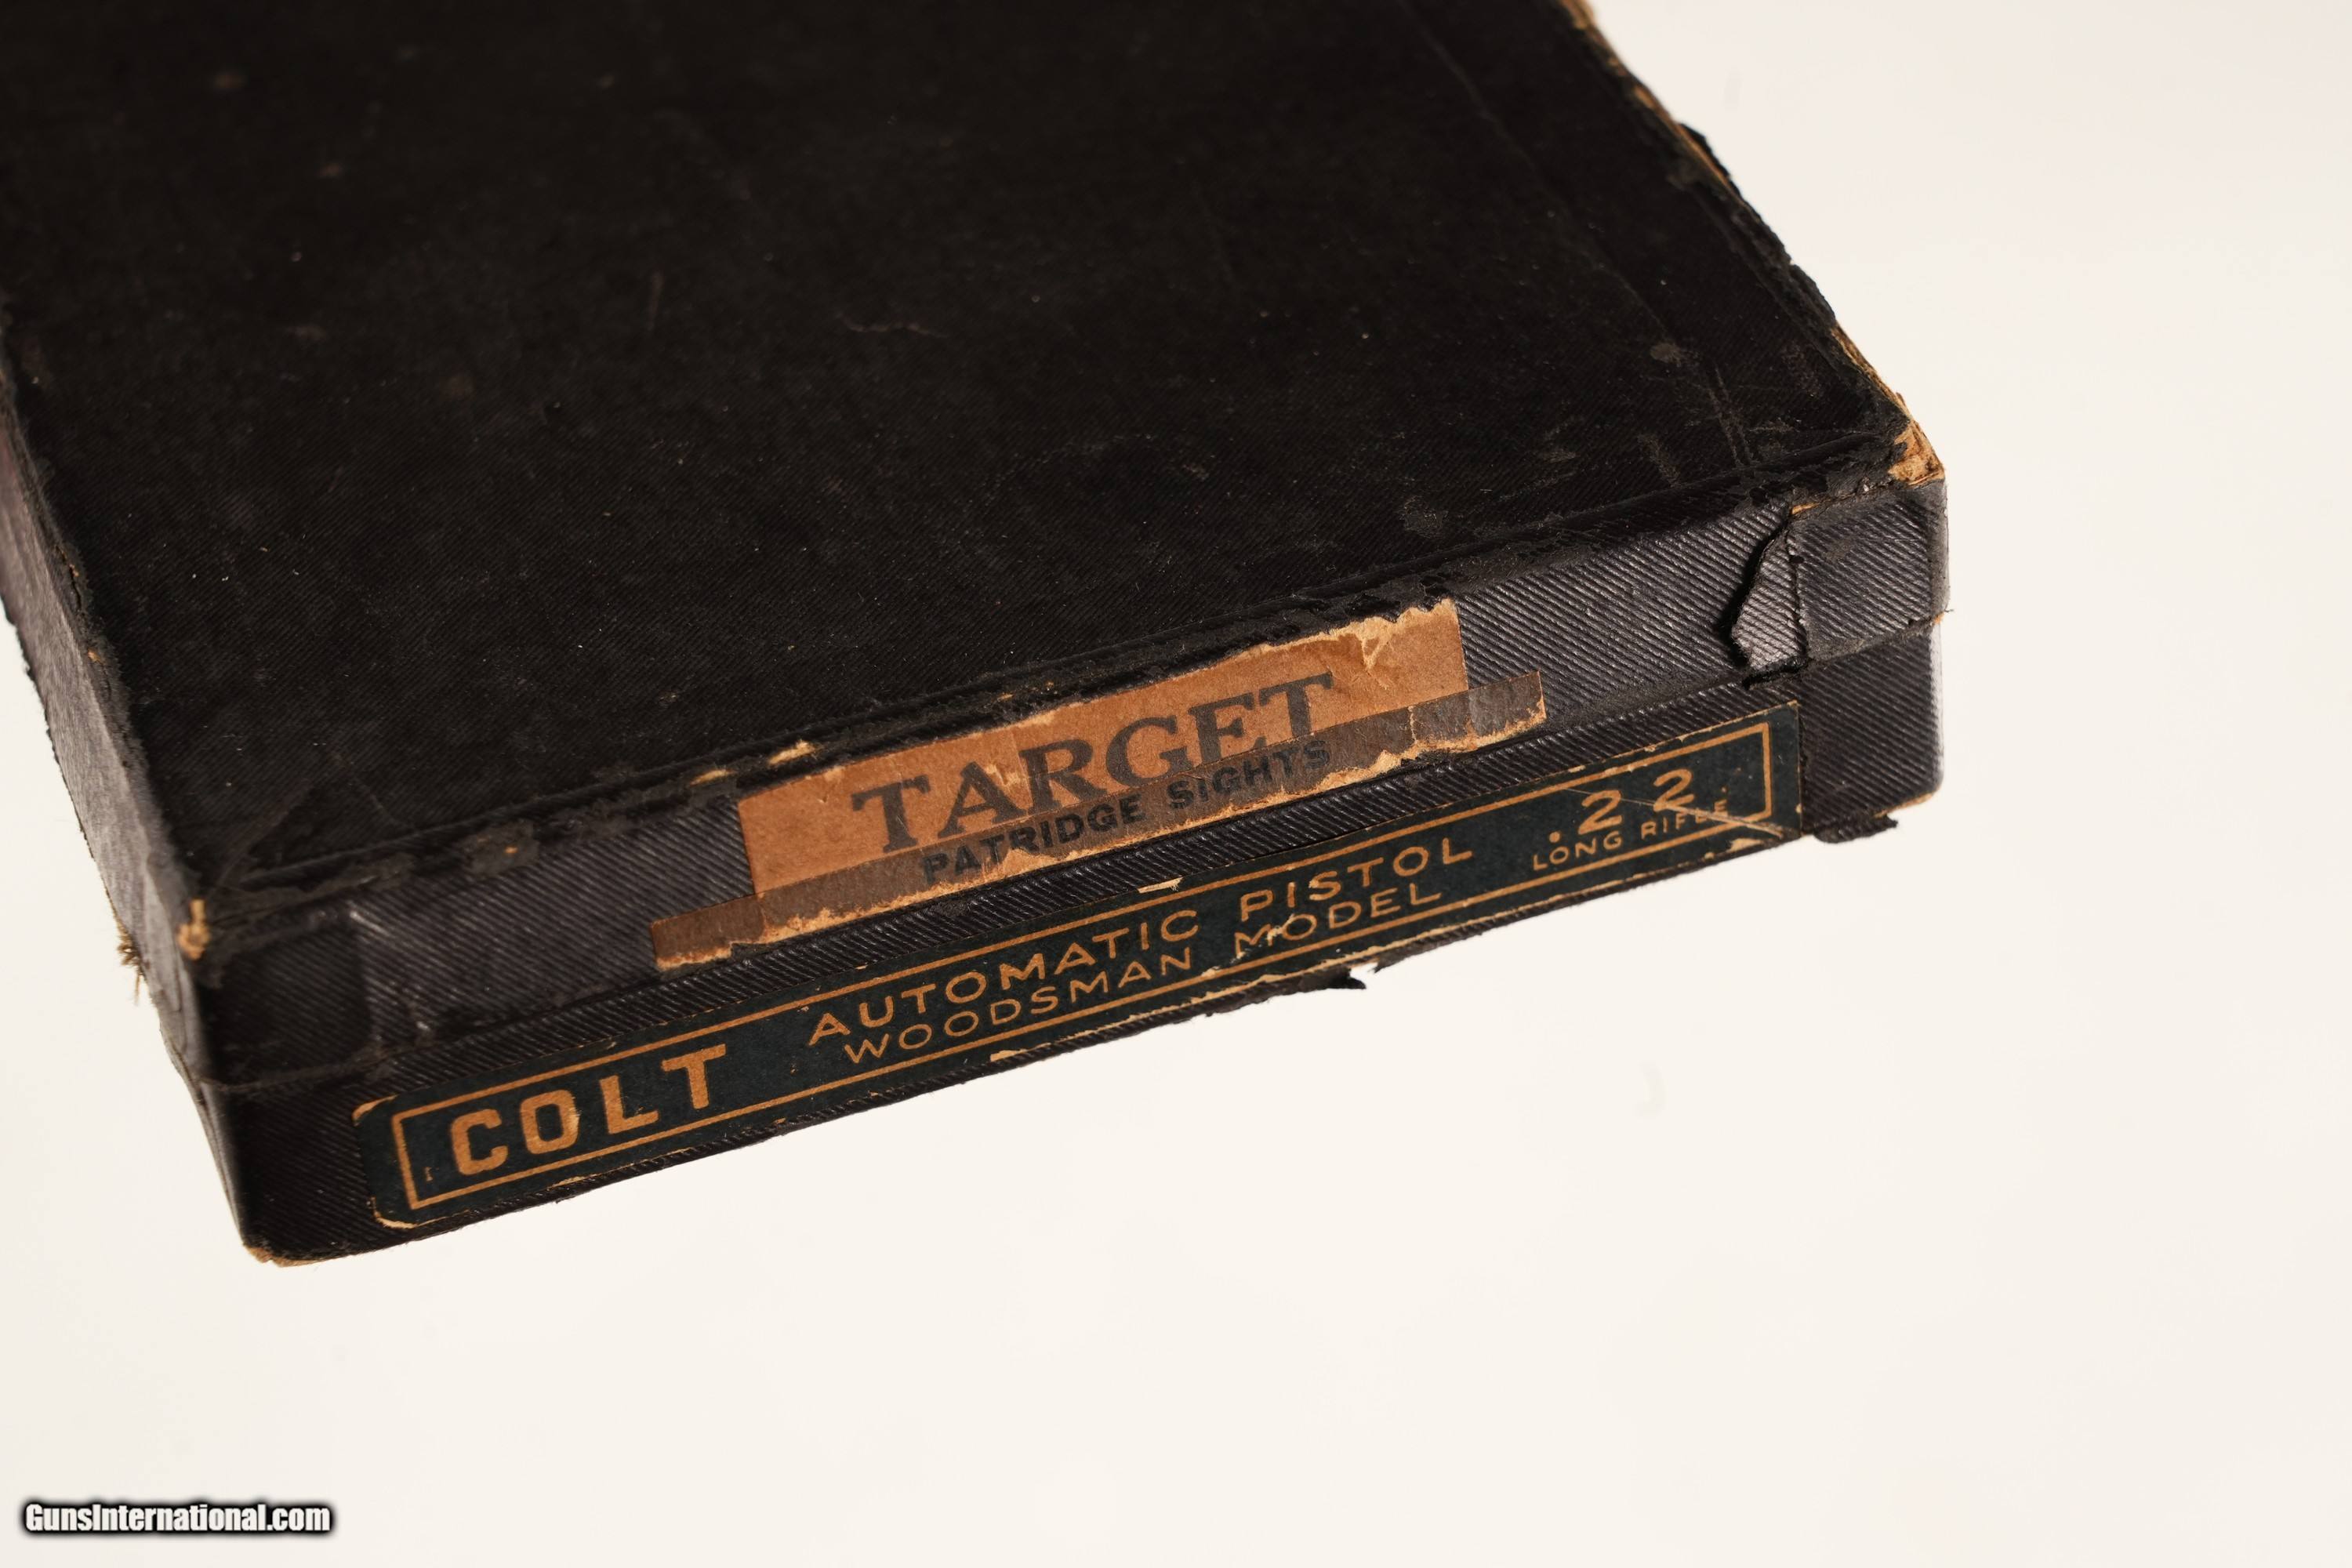 TARGET
PATRIDGE SIGHTS
COLT
AUTOMATIC PISTOL
WOODSMAN MODEL
.22
LONG RIFLE
GunsInternational.com